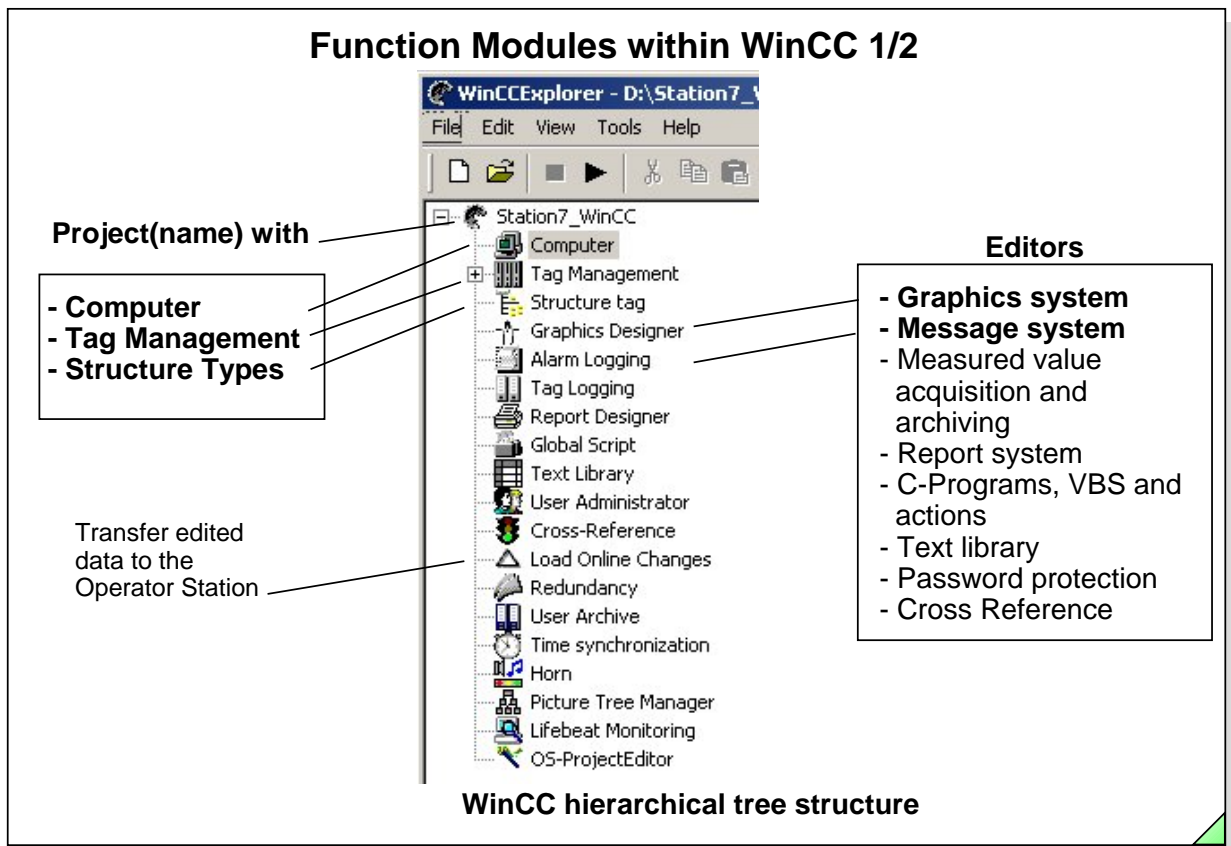 Function Modules within WinCC 1/2
WinCCExplorer - D:\Station7_
File Edit View Tools Help
Station7_WinCC
Computer
Tag Management
Structure tag
Graphics Designer
Alarm Logging
Tag Logging
Report Designer
Global Script
Text Library
User Administrator
Cross-Reference
Load Online Changes
Redundancy
User Archive
Time synchronization
Horn
Picture Tree Manager
Lifebeat Monitoring
OS-ProjectEditor
Project(name) with
- Computer
- Tag Management
- Structure Types
Transfer edited
data to the
Operator Station
Editors
- Graphics system
- Message system
- Measured value
acquisition and
archiving
- Report system
- C-Programs, VBS and
actions
- Text library
- Password protection
- Cross Reference
WinCC hierarchical tree structure